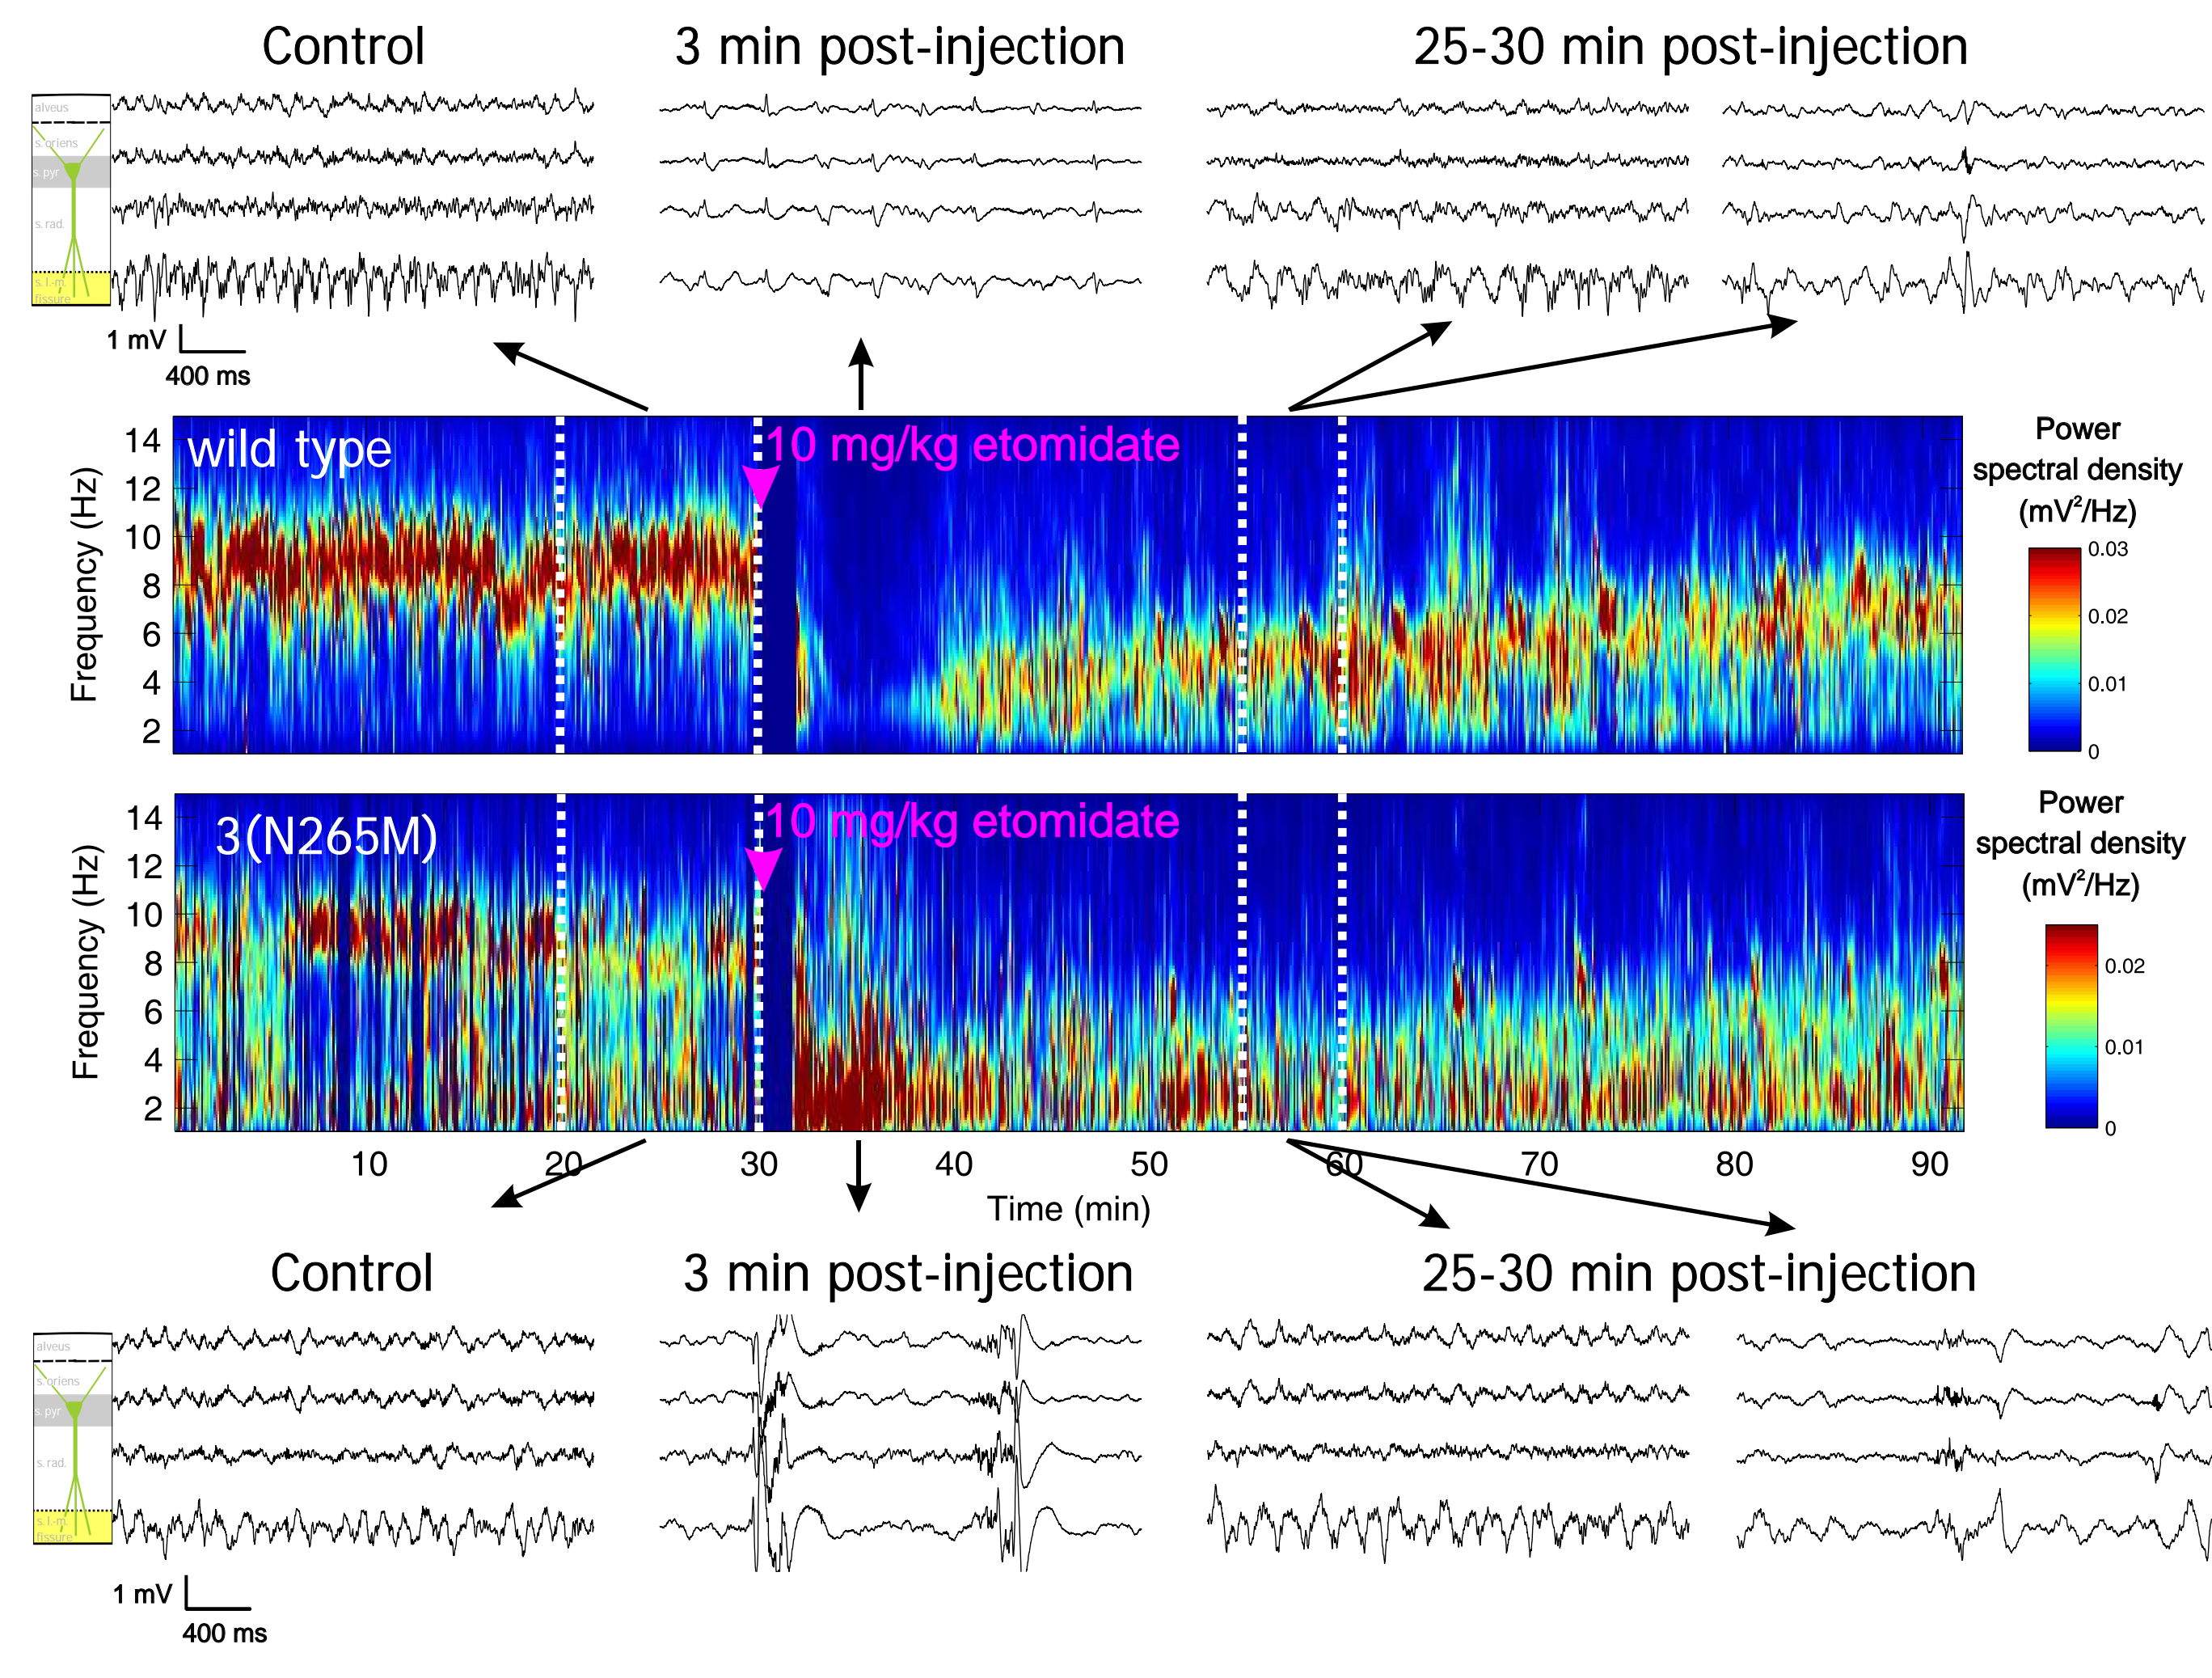 Control
3 min post-injection
25-30 min post-injection
alveus
s. oriens
s. pyr
s. rad.
s. l.-m.
fissure
1 mV
400 ms
14
12
10
8
6
4
2
Frequency (Hz)
wild type
10 mg/kg etomidate
Power
spectral density
(mV²/Hz)
0.03
0.02
0.01
0
14
12
10
8
6
4
2
Frequency (Hz)
3(N265M)
10 mg/kg etomidate
Power
spectral density
(mV²/Hz)
0.02
0.01
0
10 20 30 40 50 60 70 80 90
Time (min)
Control
3 min post-injection
25-30 min post-injection
alveus
s. oriens
s. pyr
s. rad.
s. l.-m.
fissure
1 mV
400 ms